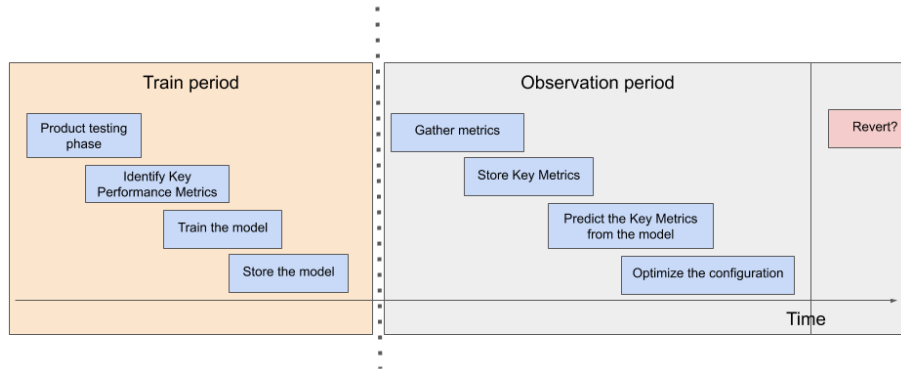 Train period
Product testing
phase
Identify Key
Performance Metrics
Train the model
Store the model
Observation period
Gather metrics
Store Key Metrics
Predict the Key Metrics
from the model
Optimize the configuration
Revert?
Time